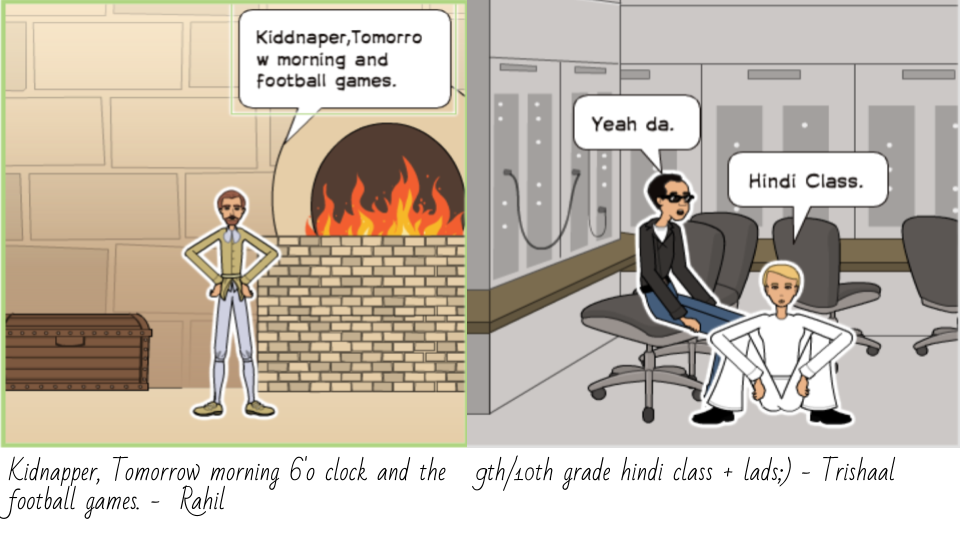 Kiddnaper,Tomorro
w morning and
football games.
Yeah da.
Hindi Class.
Kidnapper, Tomorrow morning 6'o clock and the
football games. - Rahil
9th/10th grade hindi class + lads;) - Trishaal